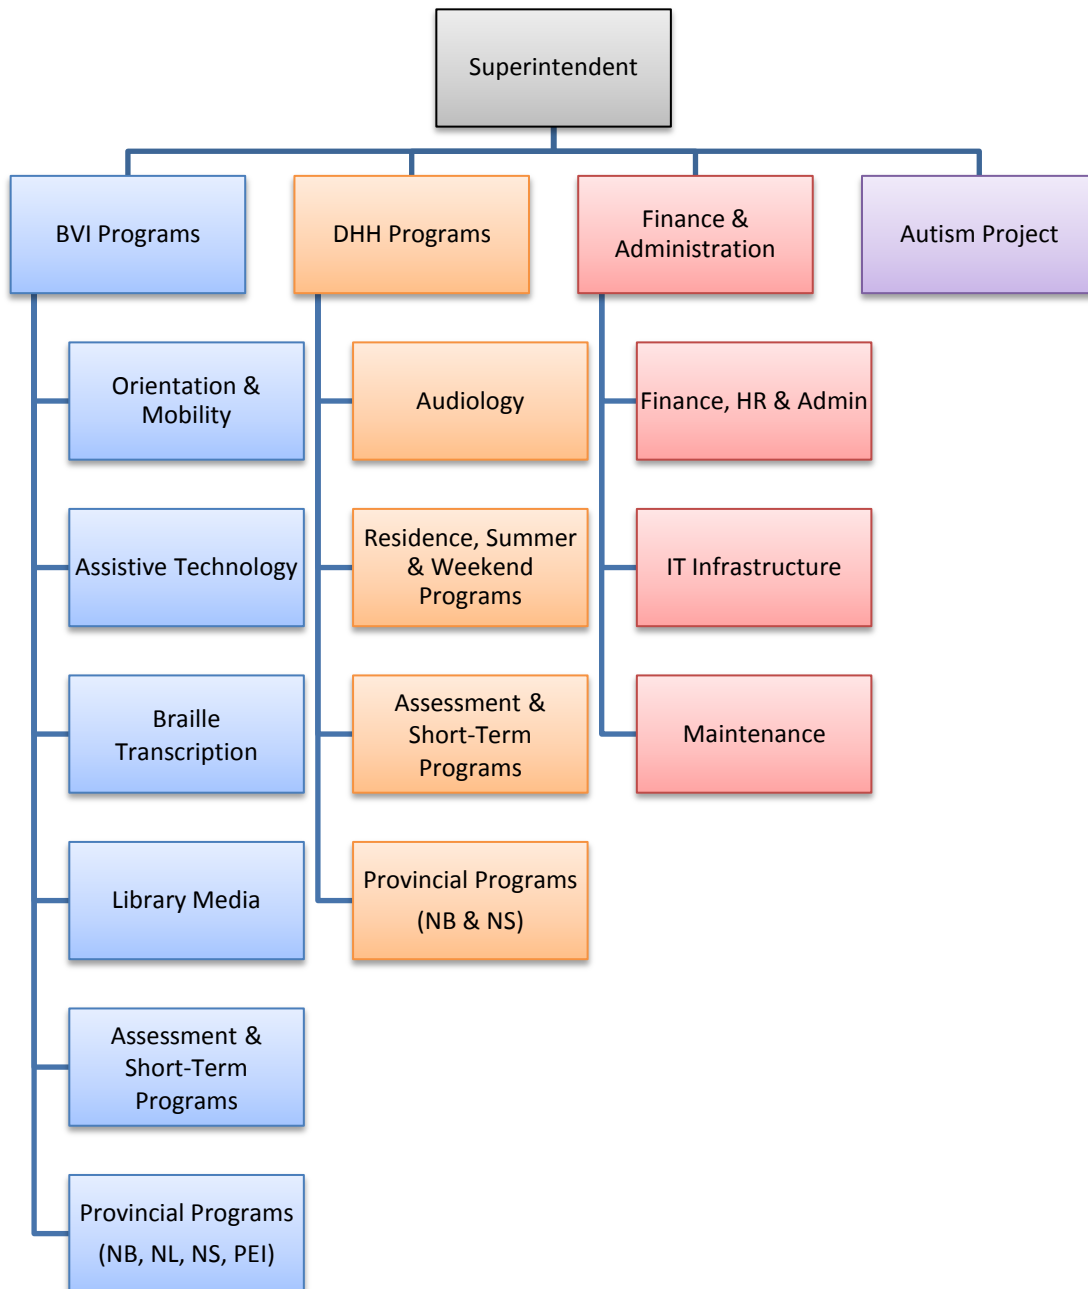 Superintendent
BVI Programs
DHH Programs
Finance &
Administration
Autism Project
Orientation &
Mobility
Assistive Technology
Braille
Transcription
Library Media
Assessment &
Short-Term
Programs
Provincial Programs
(NB, NL, NS, PEI)
Audiology
Residence, Summer
& Weekend
Programs
Assessment &
Short-Term
Programs
Provincial Programs
(NB & NS)
Finance, HR & Admin
IT Infrastructure
Maintenance